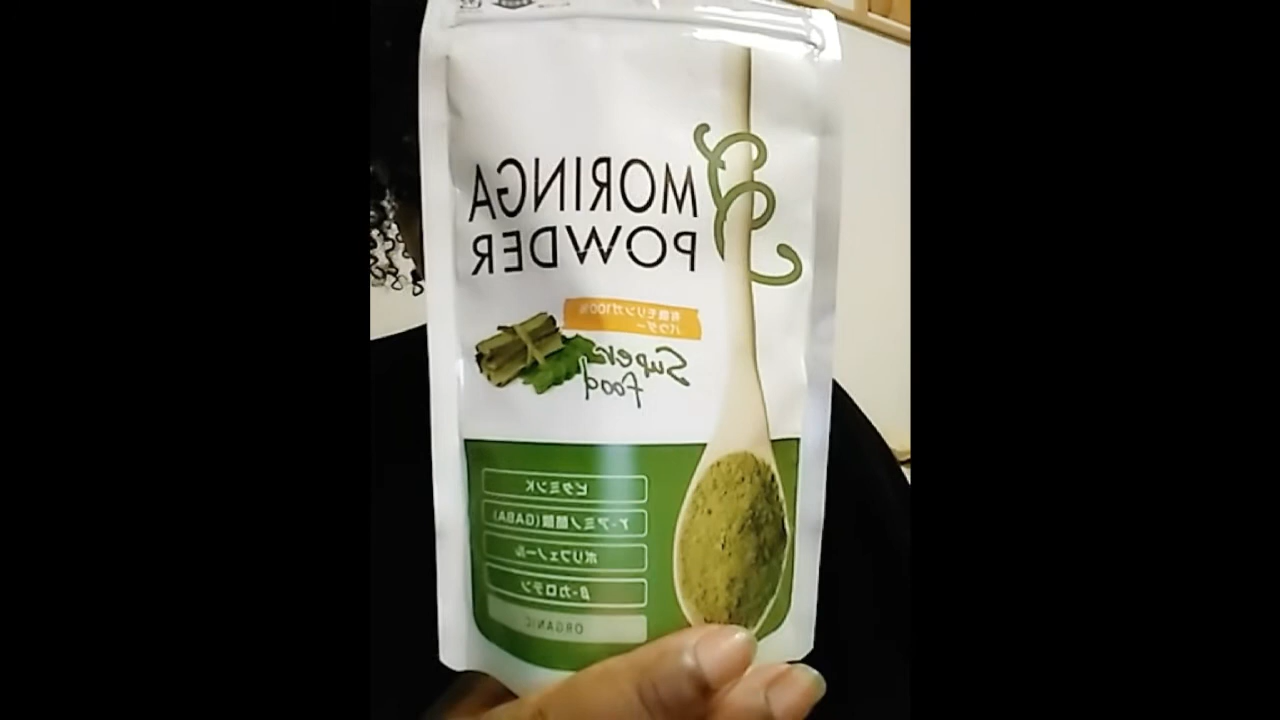 MORINGA
POWDER
有機モリンガ100%
パウダー
Super
food
ビタミンK
γ-アミノ酪酸(GABA)
ポリフェノール
β-カロテン
ORGANIC